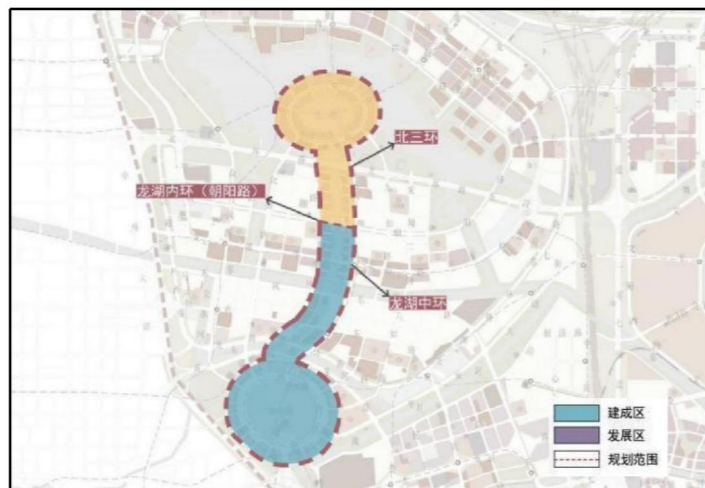 北三环
龙湖内环（朝阳路）
龙湖中环
建成区
发展区
规划范围